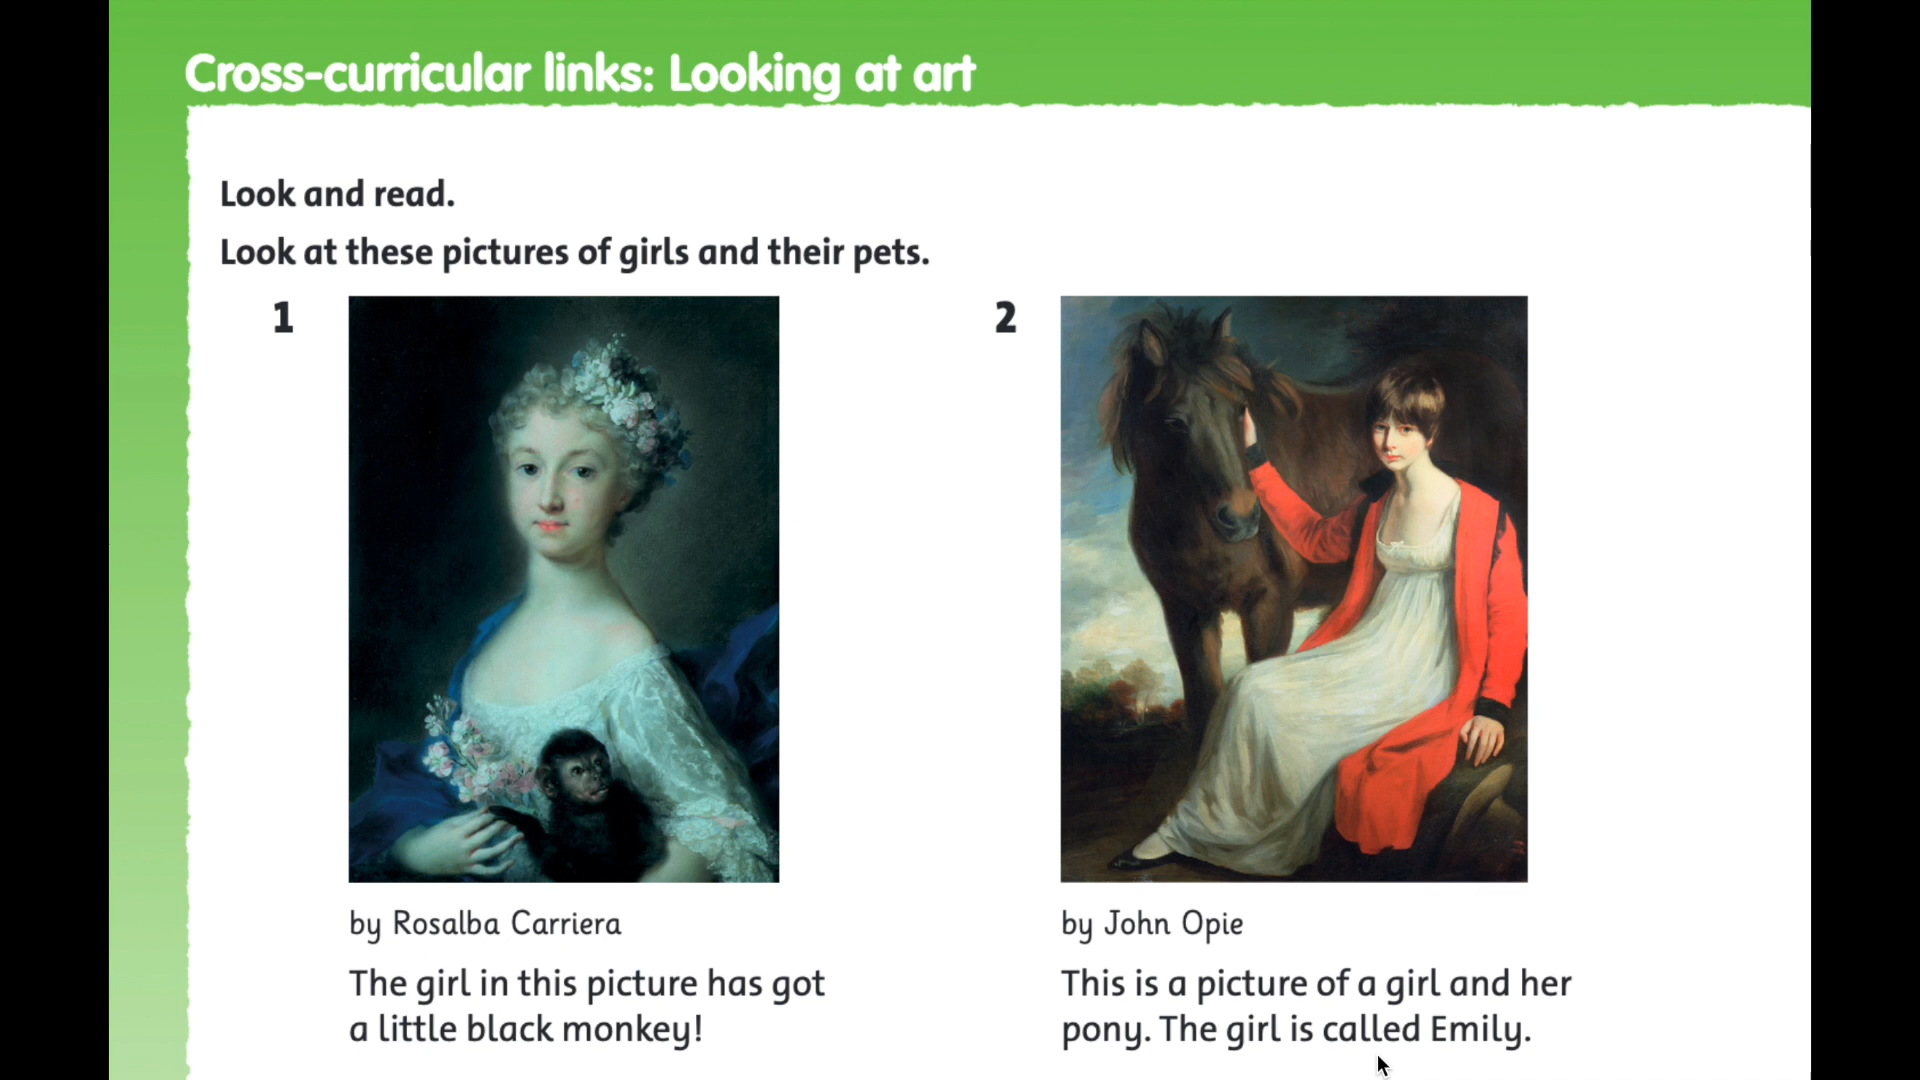 Cross-curricular links: Looking at art
Look and read.
Look at these pictures of girls and their pets.
1
by Rosalba Carriera
The girl in this picture has got
a little black monkey!
2
by John Opie
This is a picture of a girl and her
pony. The girl is called Emily.